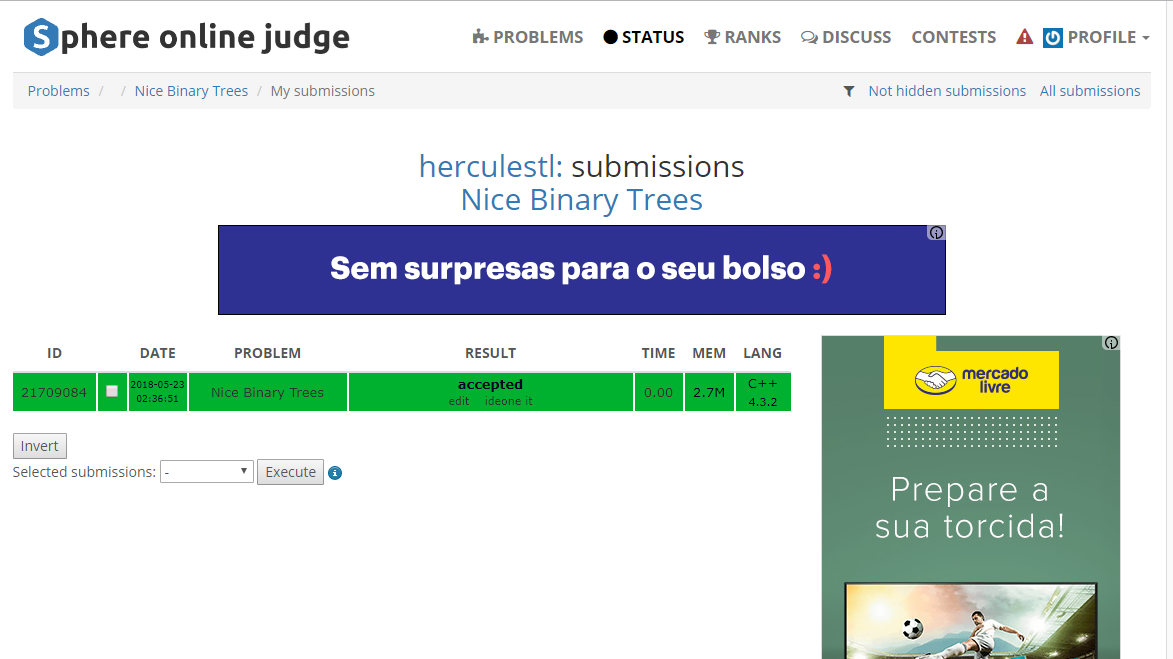 Sphere online judge
PROBLEMS STATUS RANKS DISCUSS CONTESTS PROFILE
Problems / / Nice Binary Trees / My submissions
Not hidden submissions All submissions
herculestl: submissions
Nice Binary Trees
Sem surpresas para o seu bolso :)
ID DATE PROBLEM RESULT TIME MEM LANG
21709084 2018-05-23 02:36:51 Nice Binary Trees accepted edit ideone it 0.00 2.7M C++ 4.3.2
Invert
Selected submissions: - Execute
mercado
livre
Prepare a
sua torcida!